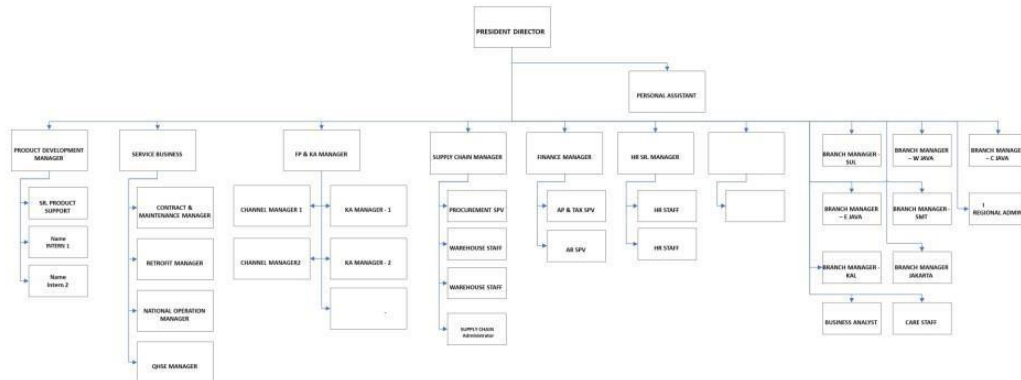 PRESIDENT DIRECTOR
PERSONAL ASSISTANT
PRODUCT DEVELOPMENT
MANAGER
SERVICE BUSINESS
FP & KA MANAGER
SUPPLY CHAIN MANAGER
FINANCE MANAGER
HR SR. MANAGER
BRANCH MANAGER -
SUL
BRANCH MANAGER
– W JAVA
BRANCH MANAGER
– C JAVA
SR. PRODUCT
SUPPORT
CONTRACT &
MAINTENANCE MANAGER
CHANNEL MANAGER 1
KA MANAGER - 1
PROCUREMENT SPV
AP & TAX SPV
HR STAFF
BRANCH MANAGER
– E JAVA
BRANCH MANAGER -
SMT
I
REGIONAL ADMIN
Name
INTERN 1
RETROFIT MANAGER
CHANNEL MANAGER2
KA MANAGER - 2
WAREHOUSE STAFF
AR SPV
HR STAFF
BRANCH MANAGER -
KAL
BRANCH MANAGER
JAKARTA
Name
Intern 2
NATIONAL OPERATION
MANAGER
-
WAREHOUSE STAFF
BUSINESS ANALYST
CARE STAFF
QHSE MANAGER
SUPPLY CHAIN
Administrator